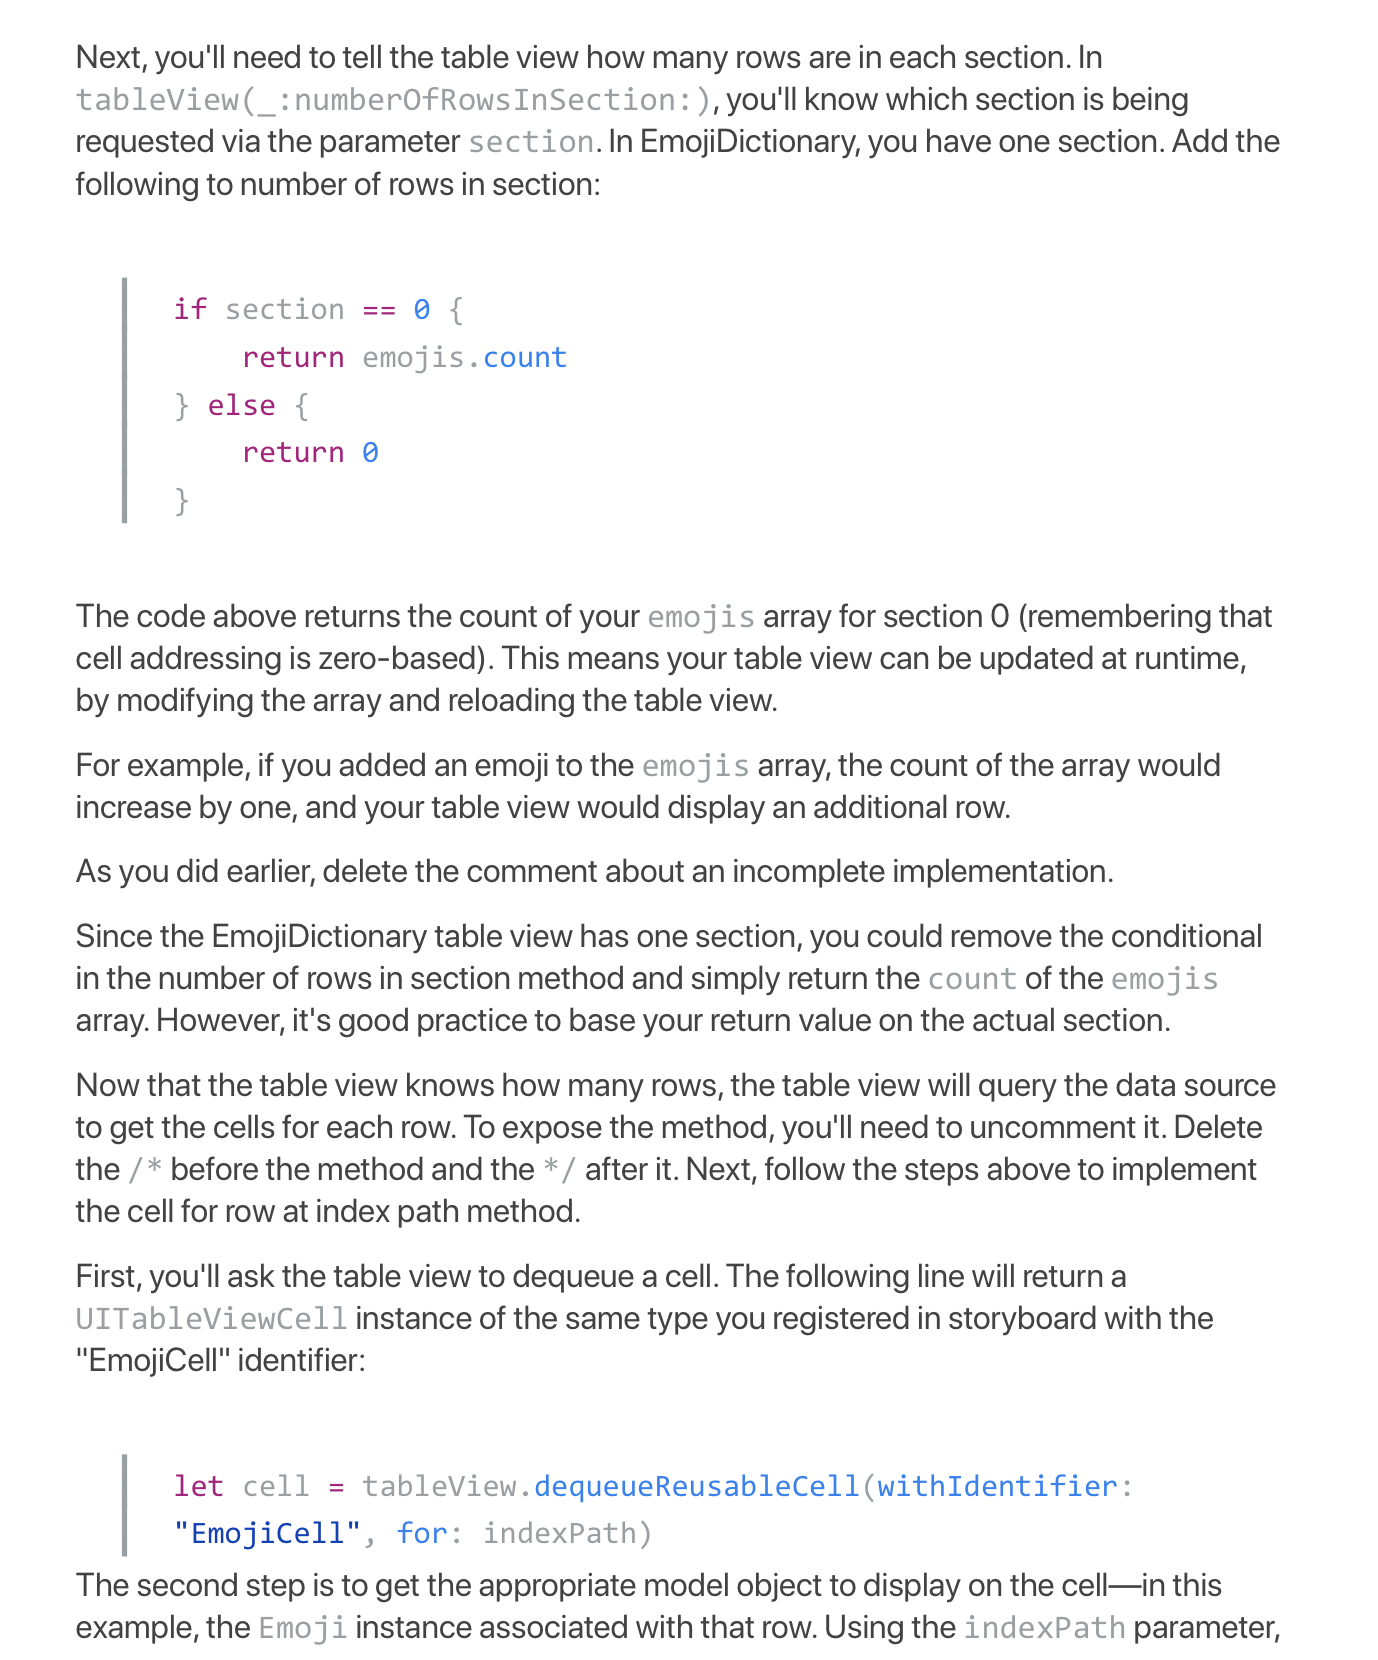 Next, you'll need to tell the table view how many rows are in each section. In
tableView(_:numberOfRowsInSection:), you'll know which section is being
requested via the parameter section. In EmojiDictionary, you have one section. Add the
following to number of rows in section:
if section == 0 {
    return emojis.count
} else {
    return 0
}
The code above returns the count of your emojis array for section 0 (remembering that
cell addressing is zero-based). This means your table view can be updated at runtime,
by modifying the array and reloading the table view.
For example, if you added an emoji to the emojis array, the count of the array would
increase by one, and your table view would display an additional row.
As you did earlier, delete the comment about an incomplete implementation.
Since the EmojiDictionary table view has one section, you could remove the conditional
in the number of rows in section method and simply return the count of the emojis
array. However, it's good practice to base your return value on the actual section.
Now that the table view knows how many rows, the table view will query the data source
to get the cells for each row. To expose the method, you'll need to uncomment it. Delete
the /* before the method and the */ after it. Next, follow the steps above to implement
the cell for row at index path method.
First, you'll ask the table view to dequeue a cell. The following line will return a
UITableViewCell instance of the same type you registered in storyboard with the
"EmojiCell" identifier:
let cell = tableView.dequeueReusableCell(withIdentifier:
"EmojiCell", for: indexPath)
The second step is to get the appropriate model object to display on the cell—in this
example, the Emoji instance associated with that row. Using the indexPath parameter,